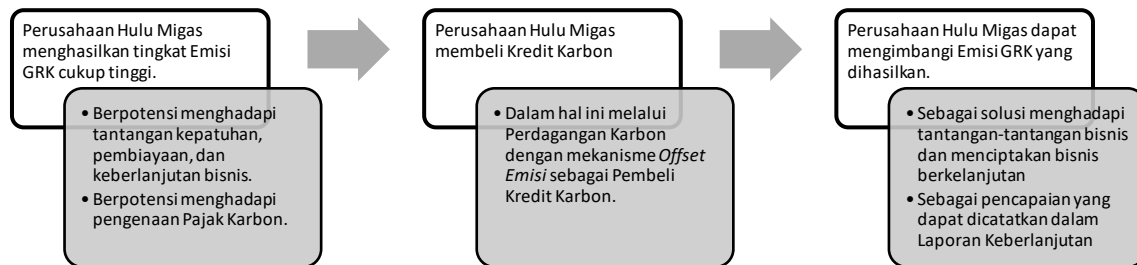 Perusahaan Hulu Migas
menghasilkan tingkat Emisi
GRK cukup tinggi.
• Berpotensi menghadapi
tantangan kepatuhan,
pembiayaan, dan
keberlanjutan bisnis.
• Berpotensi menghadapi
pengenaan Pajak Karbon.
Perusahaan Hulu Migas
membeli Kredit Karbon
• Dalam hal ini melalui
Perdagangan Karbon
dengan mekanisme Offset
Emisi sebagai Pembeli
Kredit Karbon.
Perusahaan Hulu Migas dapat
mengimbangi Emisi GRK yang
dihasilkan.
• Sebagai solusi menghadapi
tantangan-tantangan bisnis
dan menciptakan bisnis
berkelanjutan
• Sebagai pencapaian yang
dapat dicatatkan dalam
Laporan Keberlanjutan